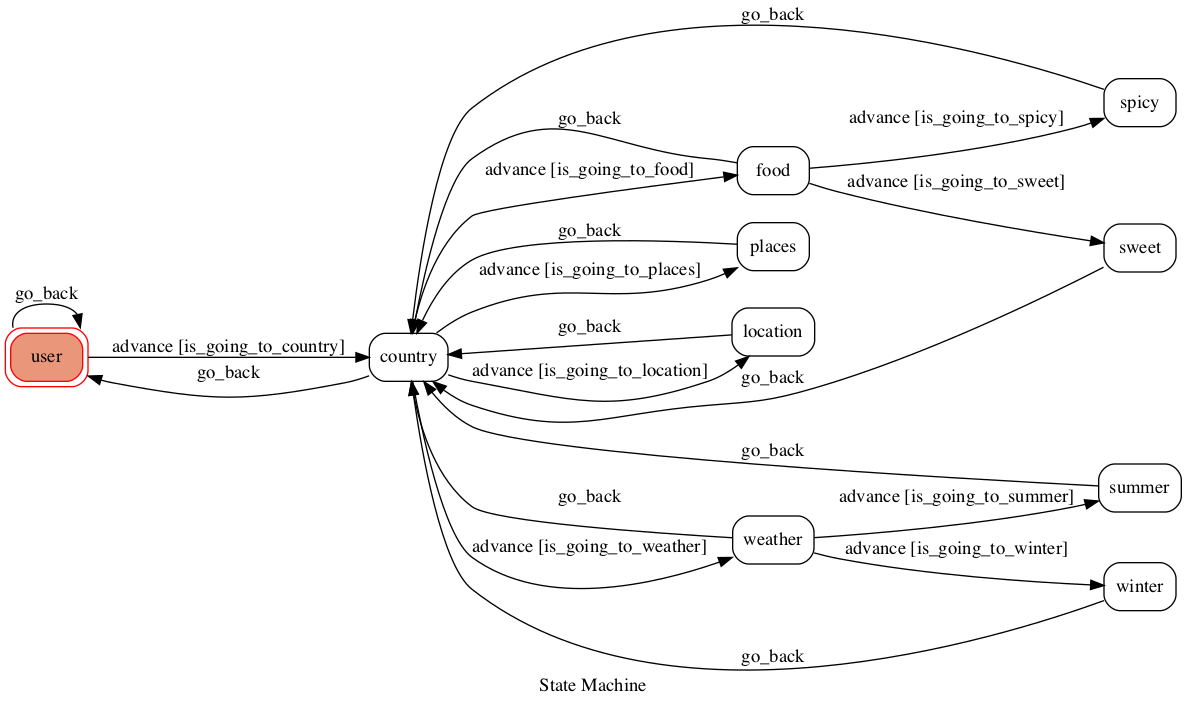 go_back
spicy
go_back
advance [is_going_to_spicy]
advance [is_going_to_food]
food
advance [is_going_to_sweet]
go_back
places
sweet
advance [is_going_to_places]
go_back
go_back
location
user
advance [is_going_to_country]
country
go_back
advance [is_going_to_location]
go_back
go_back
summer
go_back
advance [is_going_to_summer]
advance [is_going_to_weather]
weather
advance [is_going_to_winter]
winter
go_back
State Machine